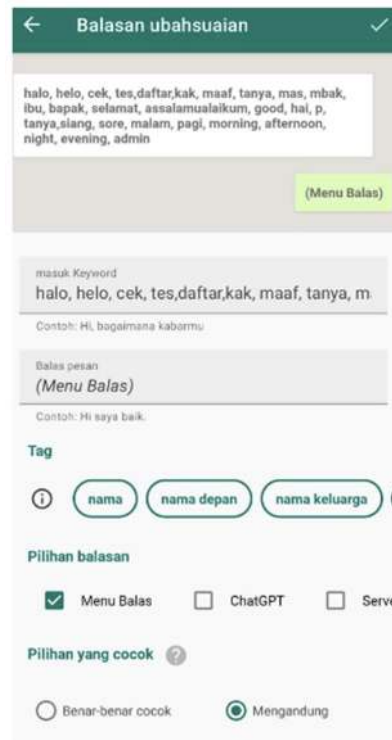 Balasan ubahsuaian
halo, helo, cek, tes,daftar,kak, maaf, tanya, mas, mbak,
ibu, bapak, selamat, assalamualaikum, good, hai, p,
tanya,siang, sore, malam, pagi, morning, afternoon,
night, evening, admin
(Menu Balas)
masuk Keyword
halo, helo, cek, tes,daftar,kak, maaf, tanya, m
Contoh: Hi, bagaimana kabarmu
Balas pesan
(Menu Balas)
Contoh: Hi saya baik.
Tag
nama nama depan nama keluarga
Pilihan balasan
Menu Balas ChatGPT Serve
Pilihan yang cocok ?
Benar-benar cocok Mengandung